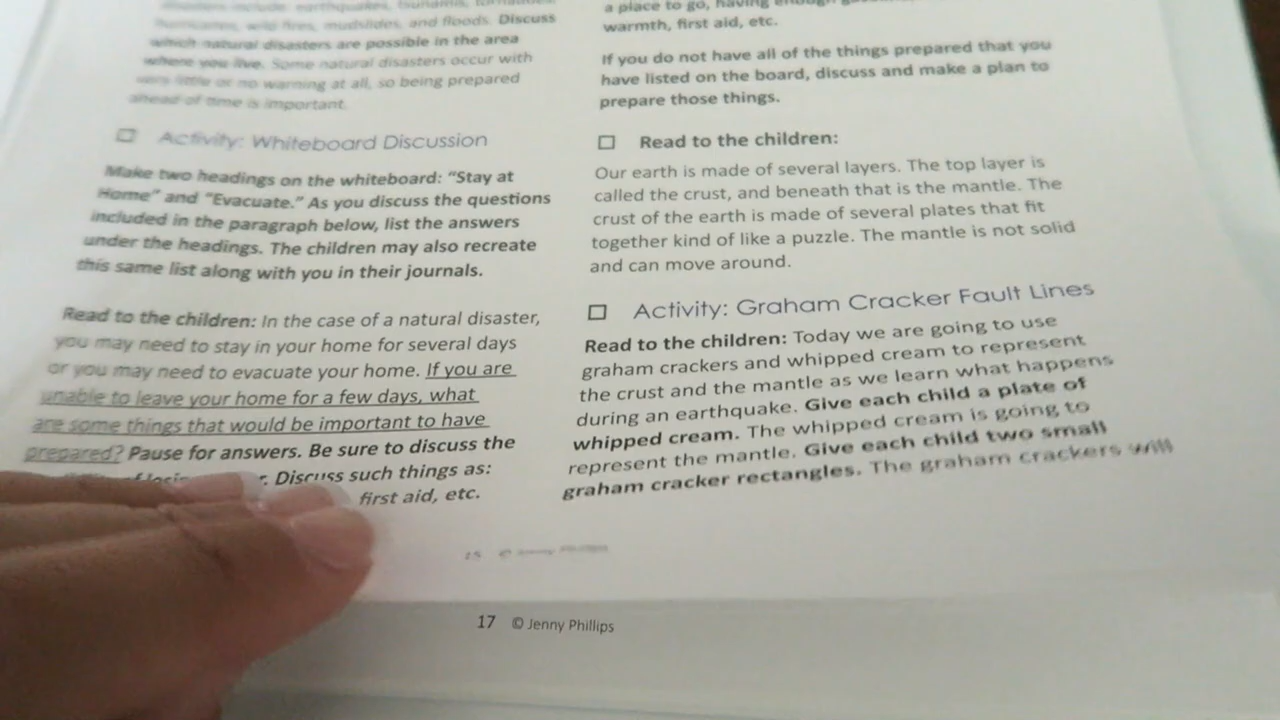 disasters include earthquakes, tsunamis, tornadoes,
hurricanes, wild fires, mudslides, and floods. Discuss
which natural disasters are possible in the area
where you live. Some natural disasters occur with
very little or no warning at all, so being prepared
ahead of time is important.
Activity: Whiteboard Discussion
Make two headings on the whiteboard: “Stay at
Home” and “Evacuate.” As you discuss the questions
included in the paragraph below, list the answers
under the headings. The children may also recreate
this same list along with you in their journals.
Read to the children: In the case of a natural disaster,
you may need to stay in your home for several days
or you may need to evacuate your home. If you are
unable to leave your home for a few days, what
are some things that would be important to have
prepared? Pause for answers. Be sure to discuss the
Discuss such things as:
first aid, etc.
a place to go, having enough
warmth, first aid, etc.
If you do not have all of the things prepared that you
have listed on the board, discuss and make a plan to
prepare those things.
Read to the children:
Our earth is made of several layers. The top layer is
called the crust, and beneath that is the mantle. The
crust of the earth is made of several plates that fit
together kind of like a puzzle. The mantle is not solid
and can move around.
Activity: Graham Cracker Fault Lines
Read to the children: Today we are going to use
graham crackers and whipped cream to represent
the crust and the mantle as we learn what happens
during an earthquake. Give each child a plate of
whipped cream. The whipped cream is going to
represent the mantle. Give each child two small
graham cracker rectangles. The graham crackers will
© Jenny Phillips
17 © Jenny Phillips